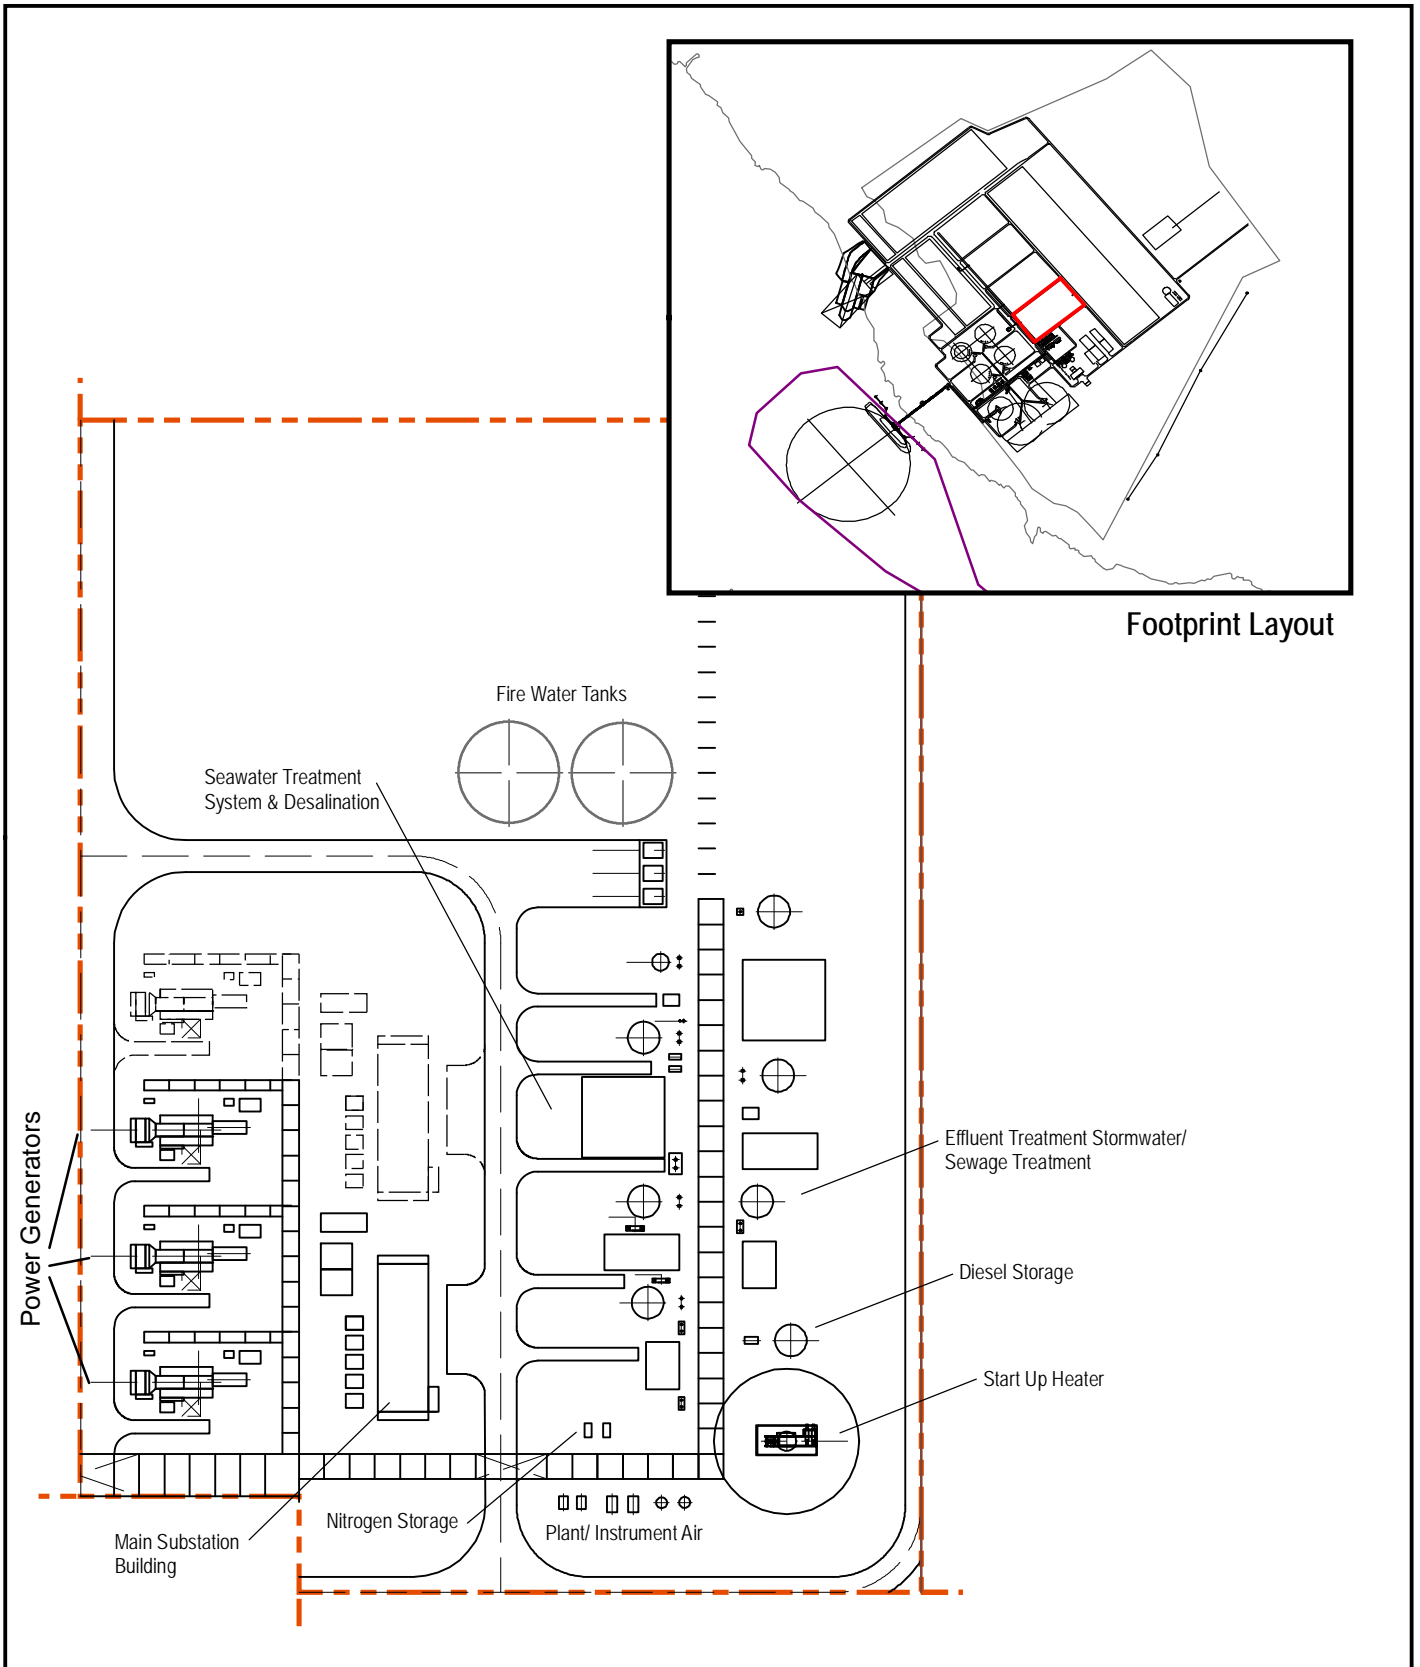 Footprint Layout
Fire Water Tanks
Seawater Treatment
System & Desalination
Power Generators
Effluent Treatment Stormwater/
Sewage Treatment
Diesel Storage
Start Up Heater
Nitrogen Storage
Plant/ Instrument Air
Main Substation
Building